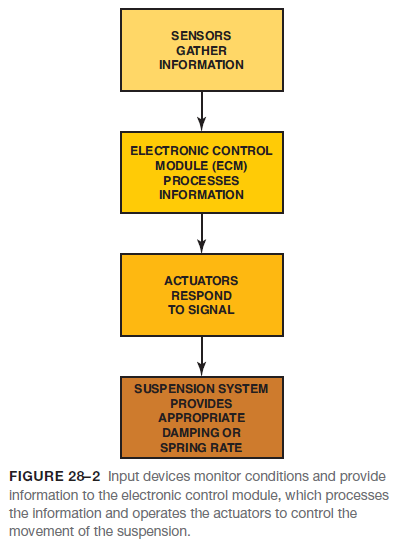 SENSORS
GATHER
INFORMATION
ELECTRONIC CONTROL
MODULE (ECM)
PROCESSES
INFORMATION
ACTUATORS
RESPOND
TO SIGNAL
SUSPENSION SYSTEM
PROVIDES
APPROPRIATE
DAMPING OR
SPRING RATE
FIGURE 28–2 Input devices monitor conditions and provide
information to the electronic control module, which processes
the information and operates the actuators to control the
movement of the suspension.